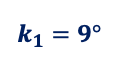 k₁ = 9°